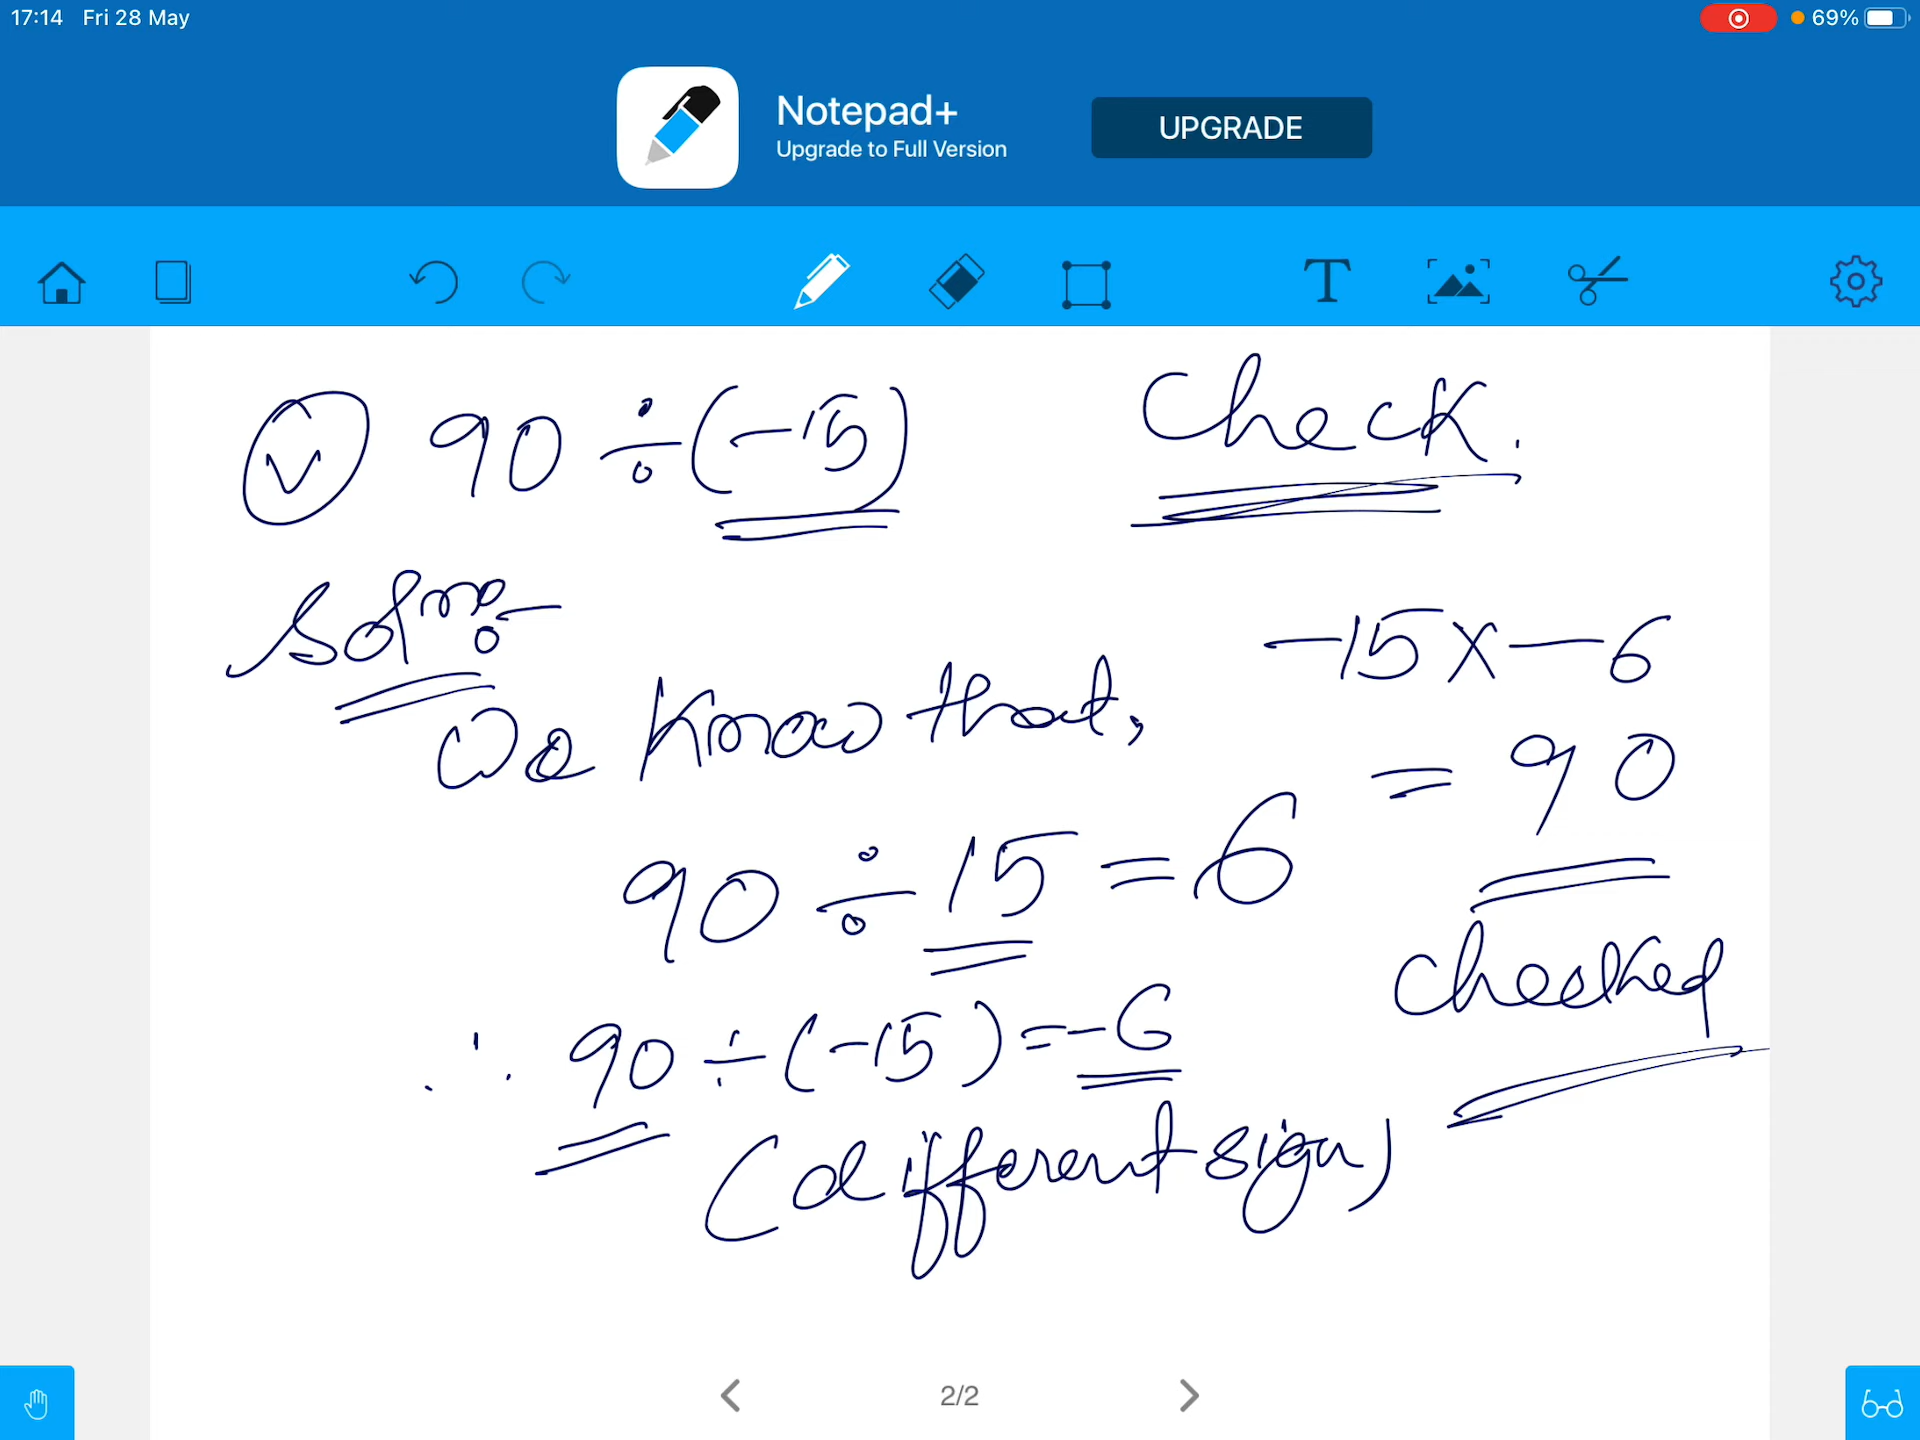 17:14 Fri 28 May
69%
Notepad+
Upgrade to Full Version
UPGRADE
T
(v) 90 ÷ (-15)
Soln:-
We know that,
90 ÷ 15 = 6
∴ 90 ÷ (-15) = -6
(different sign)
Check.
-15 x -6
= 90
Checked
2/2